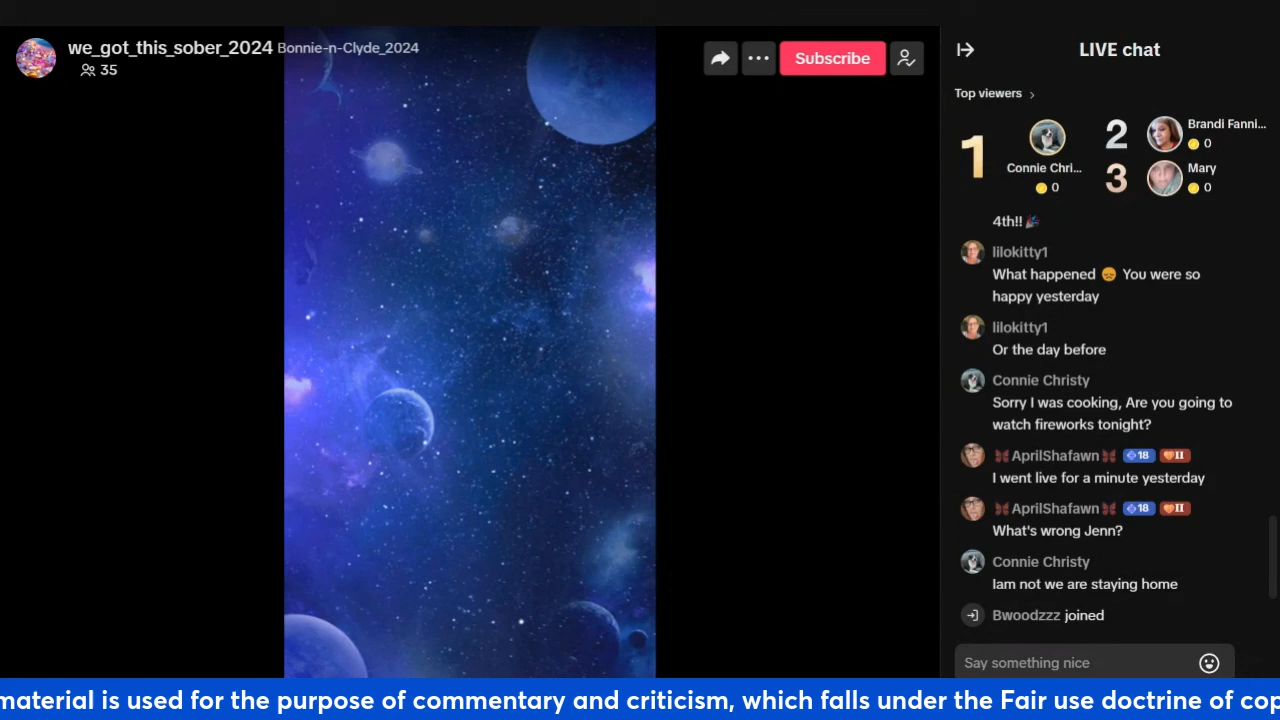 we_got_this_sober_2024 Bonnie-n-Clyde_2024
35
Subscribe
LIVE chat
Top viewers
1
Connie Chri...
0
2
Brandi Fanni...
0
3
Mary
0
4th!! 🎉
lilokitty1
What happened 😞 You were so
happy yesterday
lilokitty1
Or the day before
Connie Christy
Sorry I was cooking, Are you going to
watch fireworks tonight?
🦋AprilShafawn🦋 18 II
I went live for a minute yesterday
🦋AprilShafawn🦋 18 II
What's wrong Jenn?
Connie Christy
Iam not we are staying home
Bwoodzzz joined
Say something nice
material is used for the purpose of commentary and criticism, which falls under the Fair use doctrine of cop